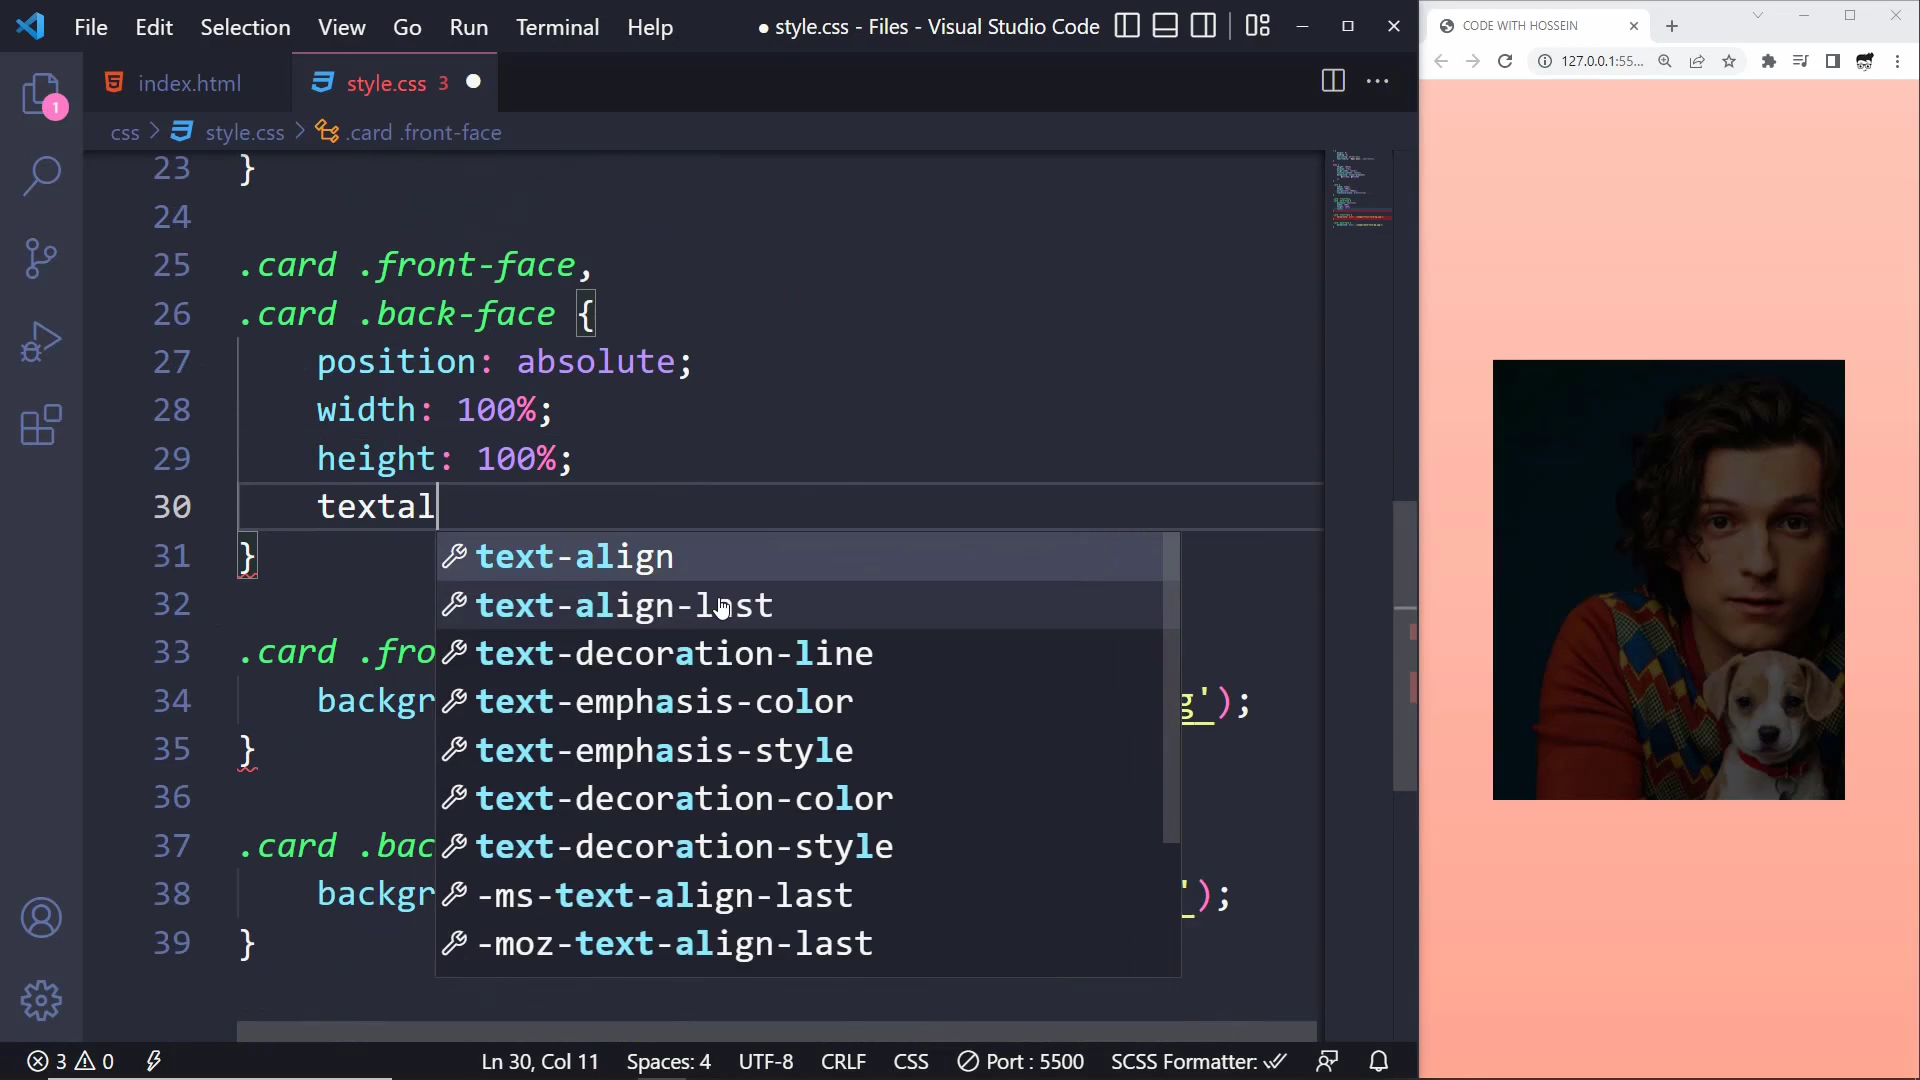 File Edit Selection View Go Run Terminal Help ● style.css - Files - Visual Studio Code
CODE WITH HOSSEIN
index.html style.css 3
127.0.0.1:55...
css > style.css > .card .front-face
23 }
24
25 .card .front-face,
26 .card .back-face {
27 position: absolute;
28 width: 100%;
29 height: 100%;
30 textal
31 }
text-align
32
text-align-last
33 .card .fro
text-decoration-line
34 backgr
text-emphasis-color
g');
35 }
text-emphasis-style
36
text-decoration-color
37 .card .bac
text-decoration-style
38 backgr
-ms-text-align-last
');
39 }
-moz-text-align-last
1
3 0 Ln 30, Col 11 Spaces: 4 UTF-8 CRLF CSS Port : 5500 SCSS Formatter: